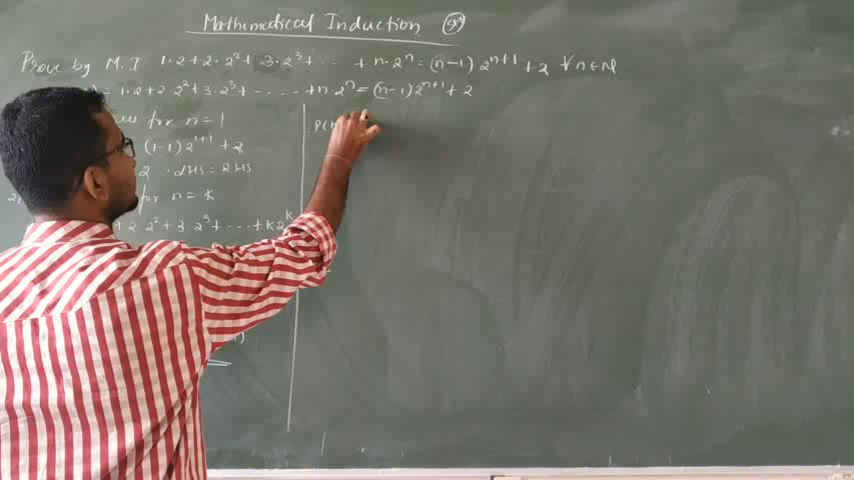 Mathematical Induction
Prove by M.I 1·2+2·2²+ 3·2³+ ··· + n·2ⁿ = (n-1) 2ⁿ⁺¹ +2 ∀ n∈N
= 1·2+2·2²+3·2³+ ······ +n·2ⁿ = (n-1)2ⁿ⁺¹ + 2
for n=1
(1-1)2¹⁺¹ +2
2 · LHS = RHS
for n=k
+2 2²+3 2³+····+k2ᵏ
P(